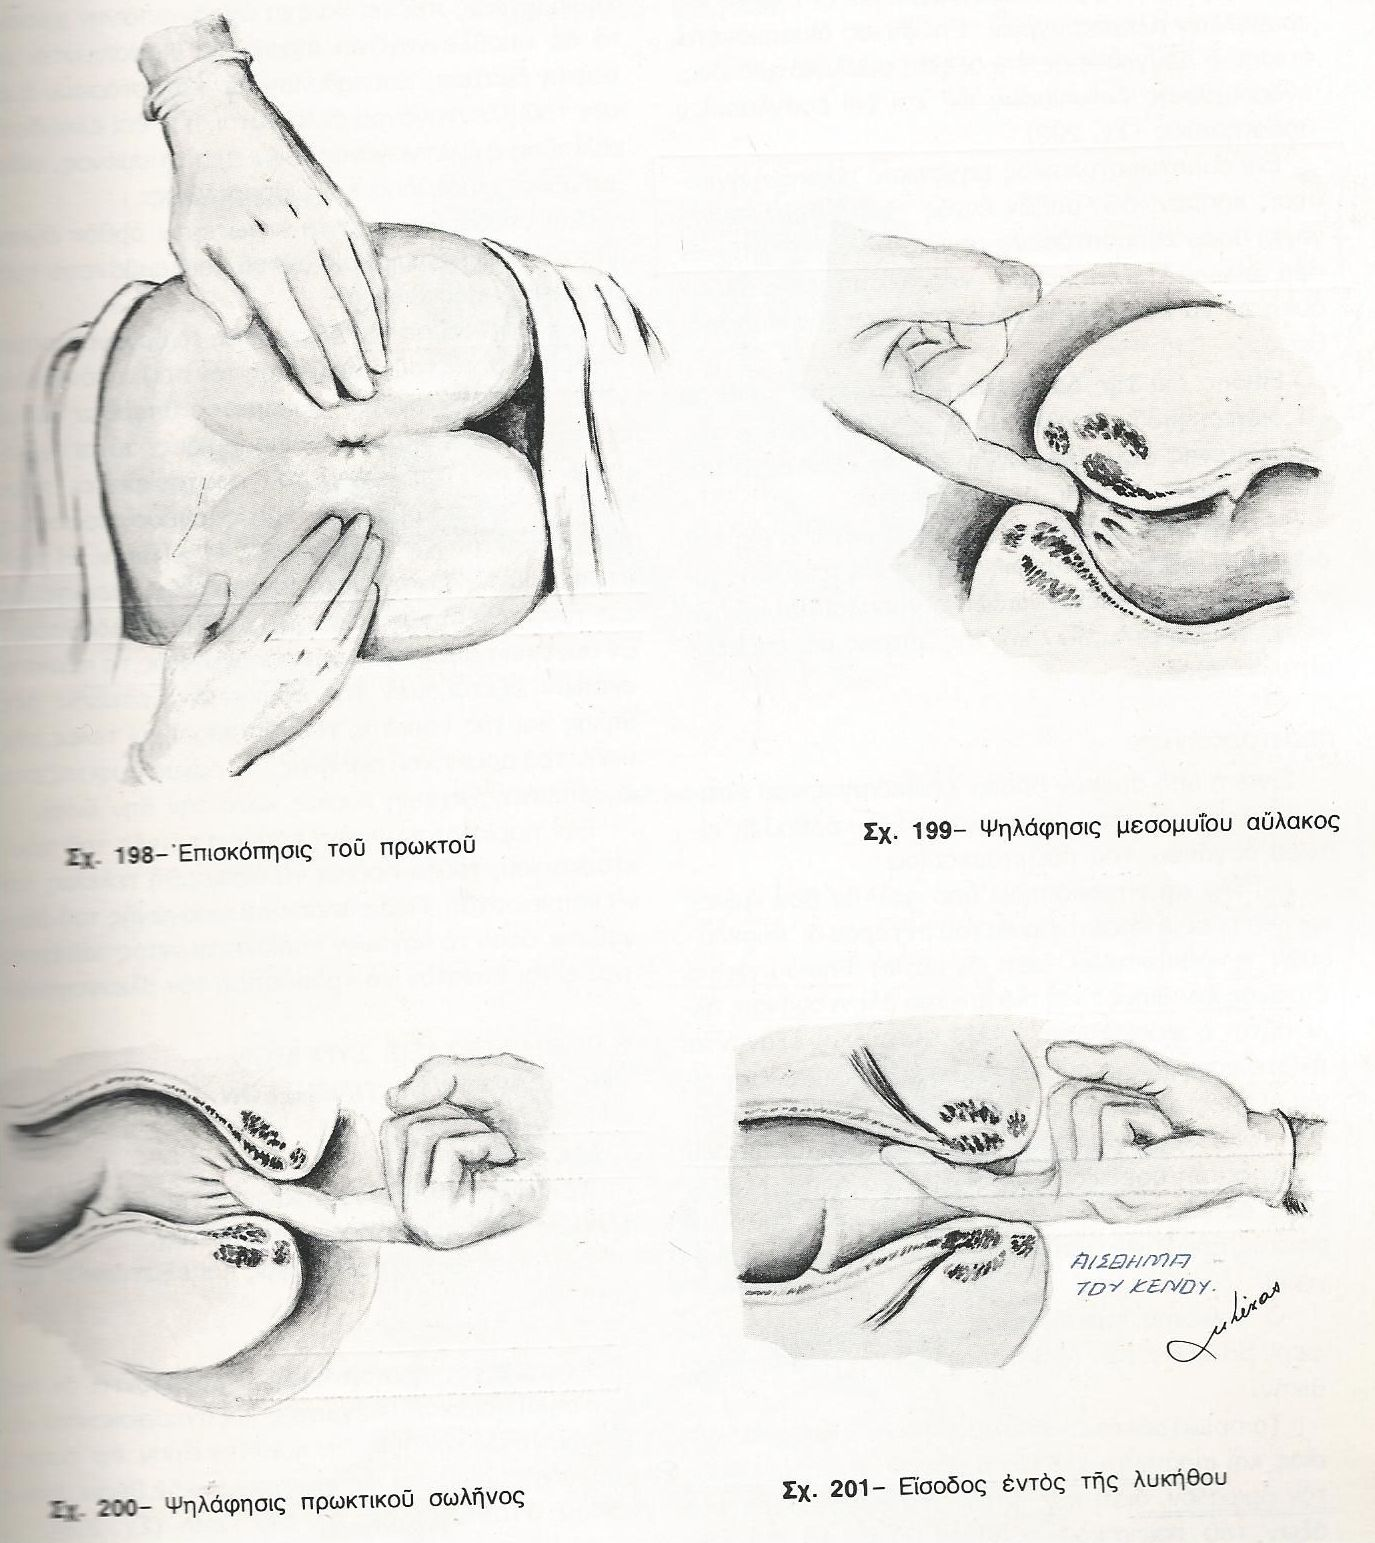 Σχ. 198- Ἐπισκόπησις τοῦ πρωκτοῦ
Σχ. 199- Ψηλάφησις μεσομυΐου αὔλακος
ΑΙΣΘΗΜΑ
ΤΟΥ ΚΕΝΟΥ.
Σχ. 200- Ψηλάφησις πρωκτικοῦ σωλῆνος
Σχ. 201- Εἴσοδος ἐντὸς τῆς λυκήθου